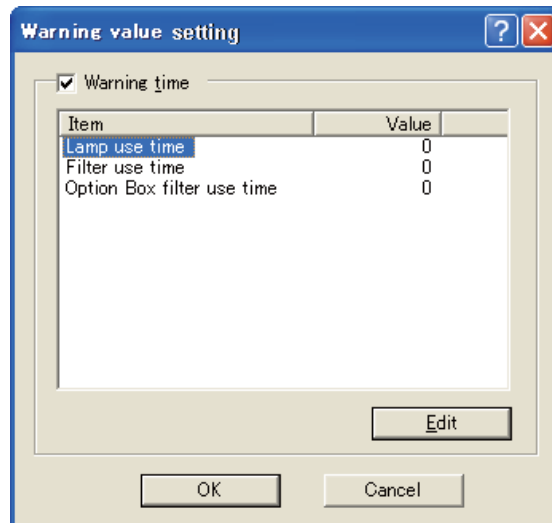 Warning value setting
Warning time
Item Value
Lamp use time 0
Filter use time 0
Option Box filter use time 0
Edit
OK Cancel